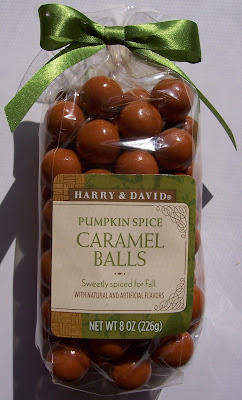 HARRY & DAVID®
PUMPKIN SPICE
CARAMEL
BALLS
Sweetly spiced for Fall.
WITH NATURAL AND ARTIFICIAL FLAVORS
NET WT 8 OZ (226g)